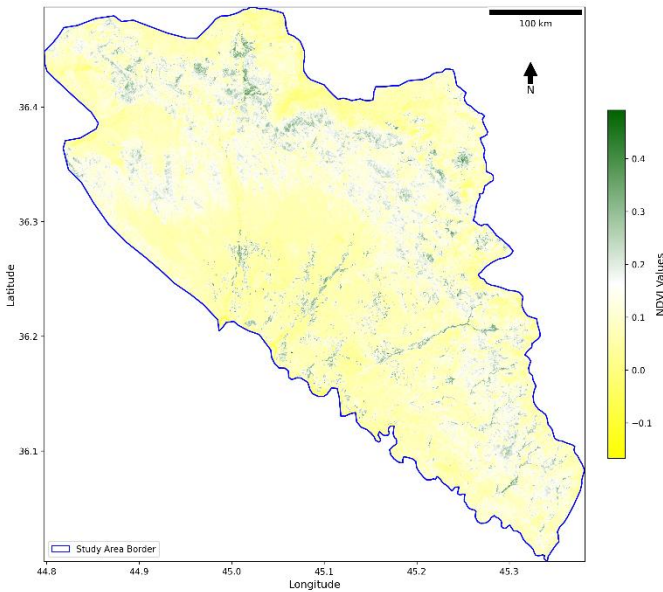 100 km
N
36.4
36.3
36.2
36.1
Latitude
44.8 44.9 45.0 45.1 45.2 45.3
Longitude
Study Area Border
0.4
0.3
0.2
0.1
0.0
−0.1
NDVI Values